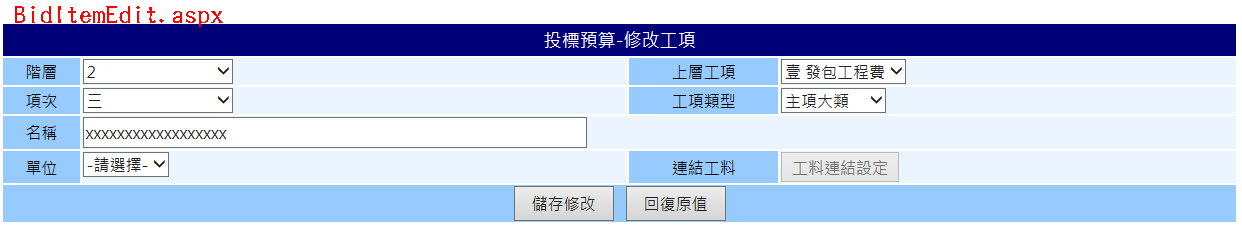 BidItemEdit.aspx
投標預算-修改工項
階層 2 上層工項 壹 發包工程費
項次 三 工項類型 主項大類
名稱 xxxxxxxxxxxxxxxxxx
單位 -請選擇- 連結工料 工料連結設定
儲存修改 回復原值